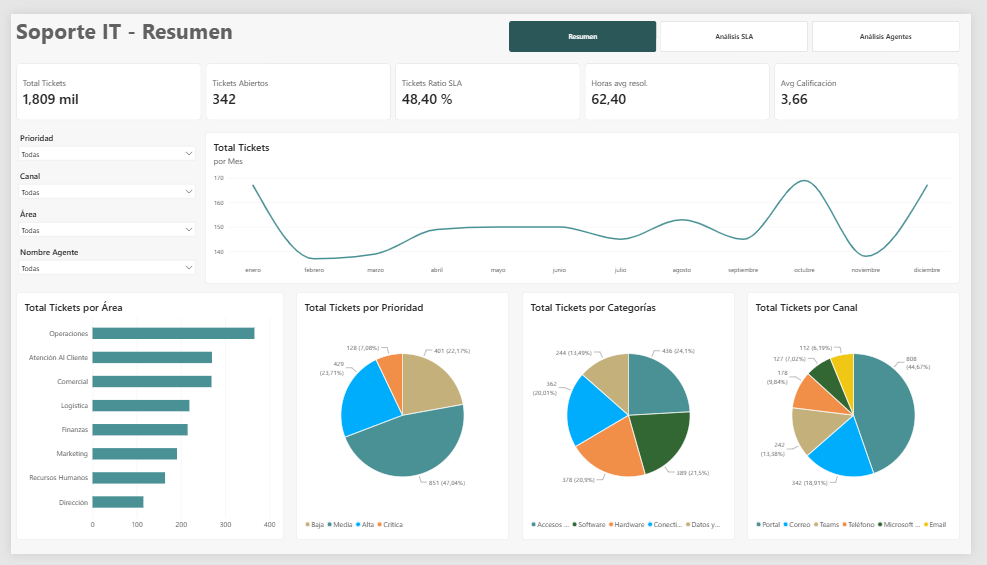 Soporte IT - Resumen
Resumen
Análisis SLA
Análisis Agentes
Total Tickets
1,809 mil
Tickets Abiertos
342
Tickets Ratio SLA
48,40 %
Horas avg resol.
62,40
Avg Calificación
3,66
Prioridad
Todas
Canal
Todas
Área
Todas
Nombre Agente
Todas
Total Tickets
por Mes
170
160
150
140
enero
febrero
marzo
abril
mayo
junio
julio
agosto
septiembre
octubre
noviembre
diciembre
Total Tickets por Área
Operaciones
Atención Al Cliente
Comercial
Logística
Finanzas
Marketing
Recursos Humanos
Dirección
0
100
200
300
400
Total Tickets por Prioridad
128 (7,08%)
401 (22,17%)
429
(23,71%)
851 (47,04%)
Baja
Media
Alta
Crítica
Total Tickets por Categorías
244 (13,49%)
436 (24,1%)
362
(20,01%)
378 (20,9%)
389 (21,5%)
Accesos ...
Software
Hardware
Conecti...
Datos y...
Total Tickets por Canal
112 (6,19%)
127 (7,02%)
808
(44,67%)
178
(9,84%)
242
(13,38%)
342 (18,91%)
Portal
Correo
Teams
Teléfono
Microsoft ...
Email